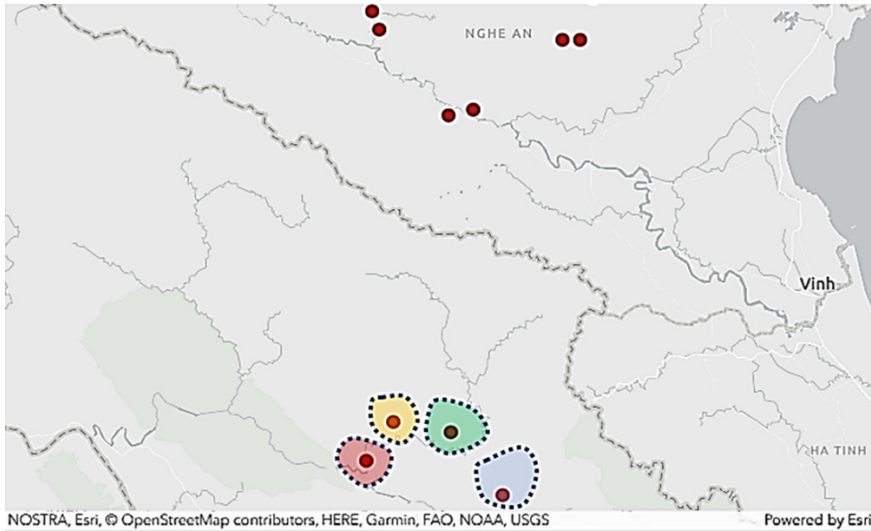 NGHE AN
Vinh
HA TINH
NOSTRA, Esri, © OpenStreetMap contributors, HERE, Garmin, FAO, NOAA, USGS
Powered by Esri